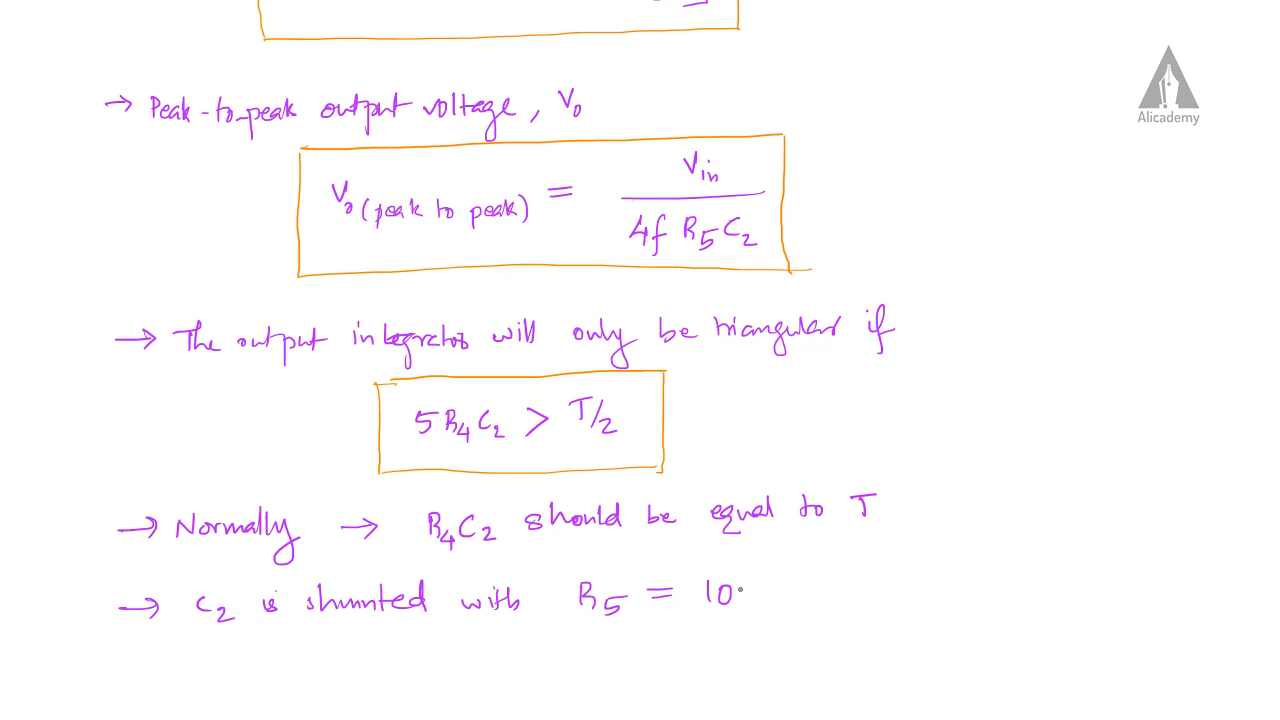 → Peak-to-peak output voltage, V₀
Alicademy
V₀ (peak to peak) = Vin / 4f R₅C₂
→ The output integrator will only be triangular if
5R₄C₂ > T/2
→ Normally → R₄C₂ should be equal to T
→ C₂ is shunted with R₅ = 10